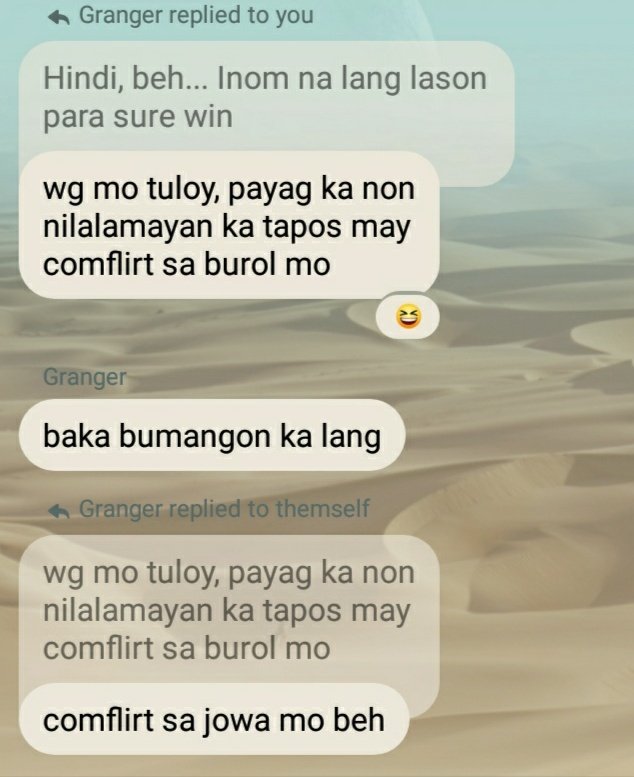 Granger replied to you
Hindi, beh... Inom na lang lason
para sure win
wg mo tuloy, payag ka non
nilalamayan ka tapos may
comflirt sa burol mo
Granger
baka bumangon ka lang
Granger replied to themself
wg mo tuloy, payag ka non
nilalamayan ka tapos may
comflirt sa burol mo
comflirt sa jowa mo beh